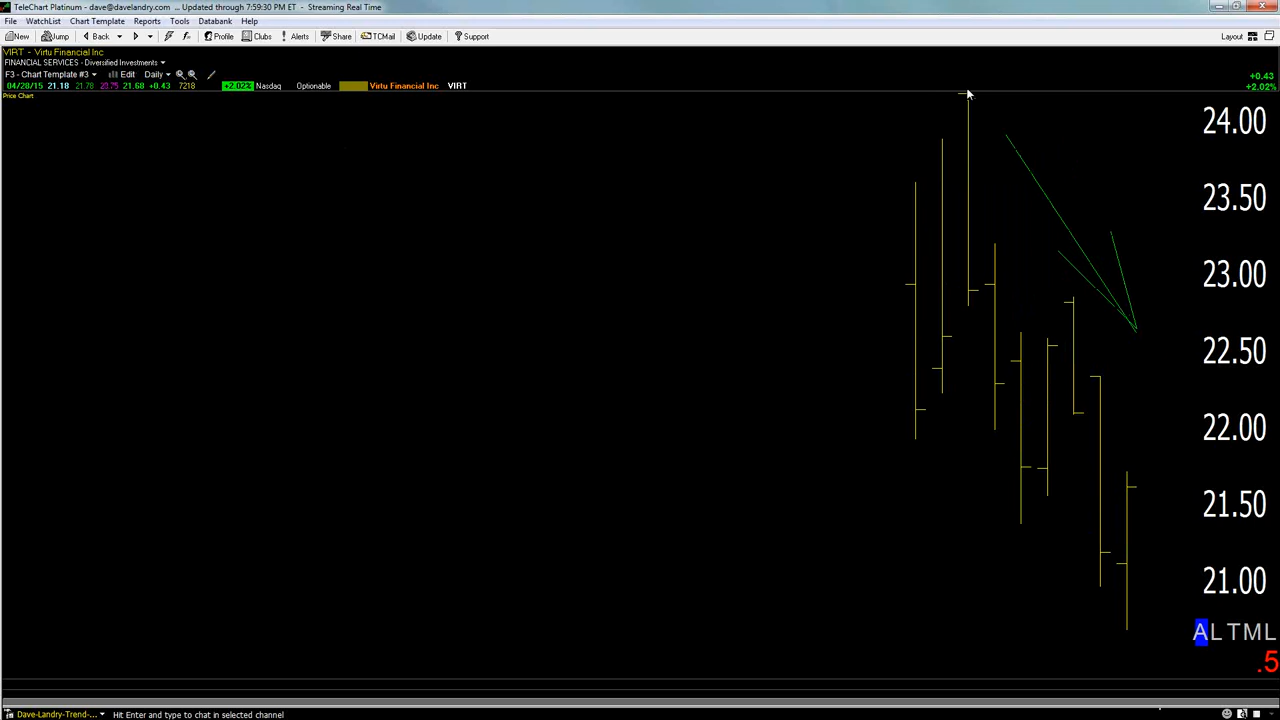 TeleChart Platinum - dave@davelandry.com ... Updated through 7:59:30 PM ET - Streaming Real Time
File WatchList Chart Template Reports Tools Databank Help
New Jump Back Profile Clubs Alerts Share TCMail Update Support Layout
VIRT - Virtu Financial Inc
FINANCIAL SERVICES - Diversified Investments
F3 - Chart Template #3 Edit Daily +0.43
04/28/15 21.18 21.78 23.75 21.68 +0.43 7218 +2.02% Nasdaq Optionable Virtu Financial Inc VIRT +2.02%
Price Chart
24.00
23.50
23.00
22.50
22.00
21.50
21.00
ALTML
.5
Dave-Landry-Trend-... Hit Enter and type to chat in selected channel